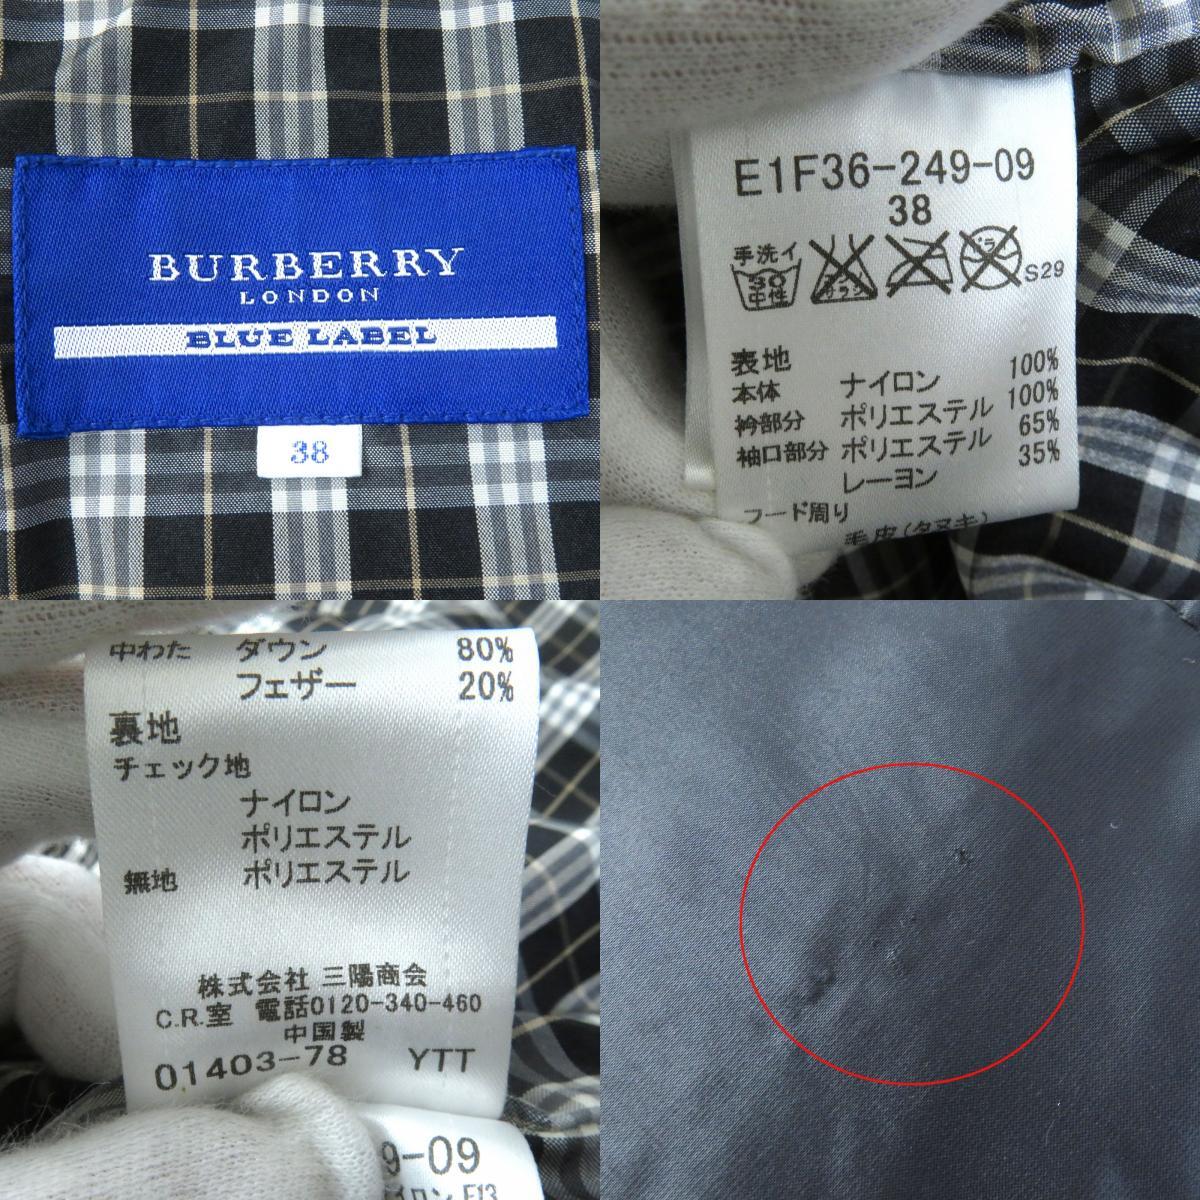 BURBERRY
LONDON
BLUE LABEL
38
E1F36-249-09
38
手洗イ
30
中性
S29
表地
本体 ナイロン 100%
衿部分 ポリエステル 100%
袖口部分 ポリエステル 65%
レーヨン 35%
フード周り
毛皮(タヌキ)
中わた ダウン 80%
フェザー 20%
裏地
チェック地
ナイロン
ポリエステル
無地 ポリエステル
株式会社 三陽商会
C.R.室 電話0120-340-460
中国製
01403-78 YTT
9-09